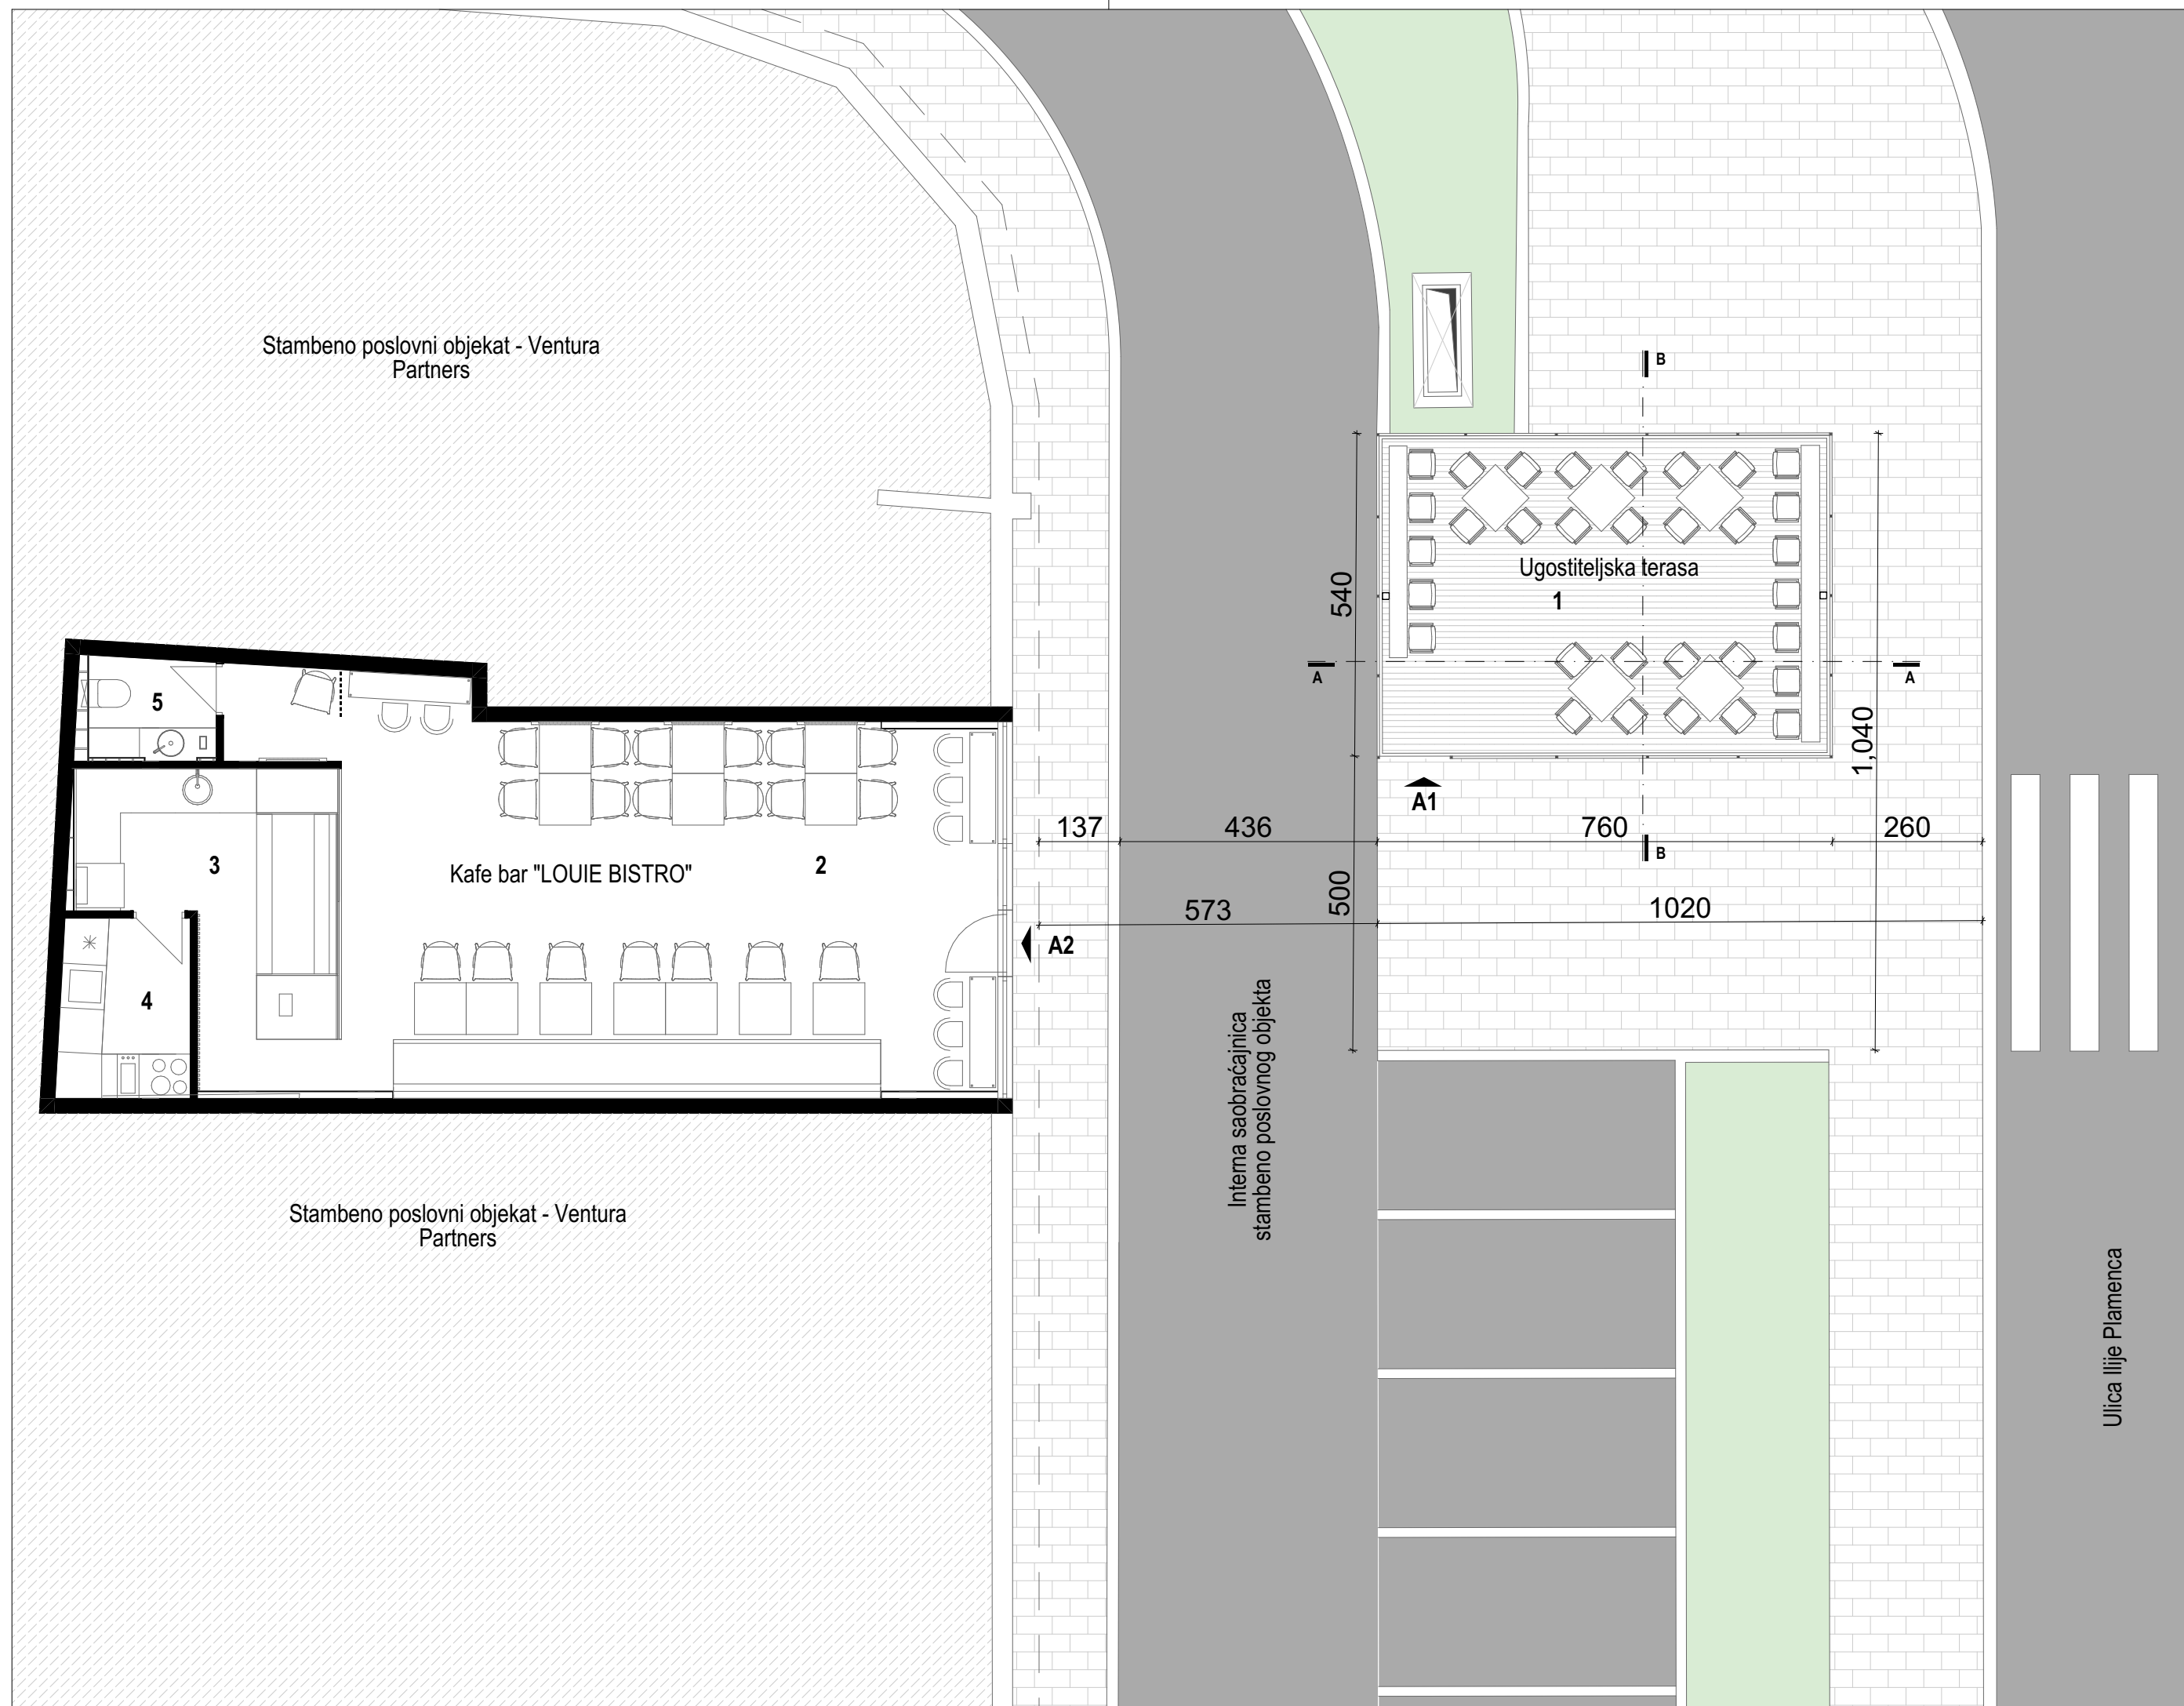 Stambeno poslovni objekat - Ventura
Partners
B
Ugostiteljska terasa
1
540
A
A
1,040
A1
5
3
4
Kafe bar "LOUIE BISTRO"
2
A2
137
436
760
260
B
573
500
1020
Interna saobraćajnica
stambeno poslovnog objekta
Stambeno poslovni objekat - Ventura
Partners
Ulica Ilije Plamenca